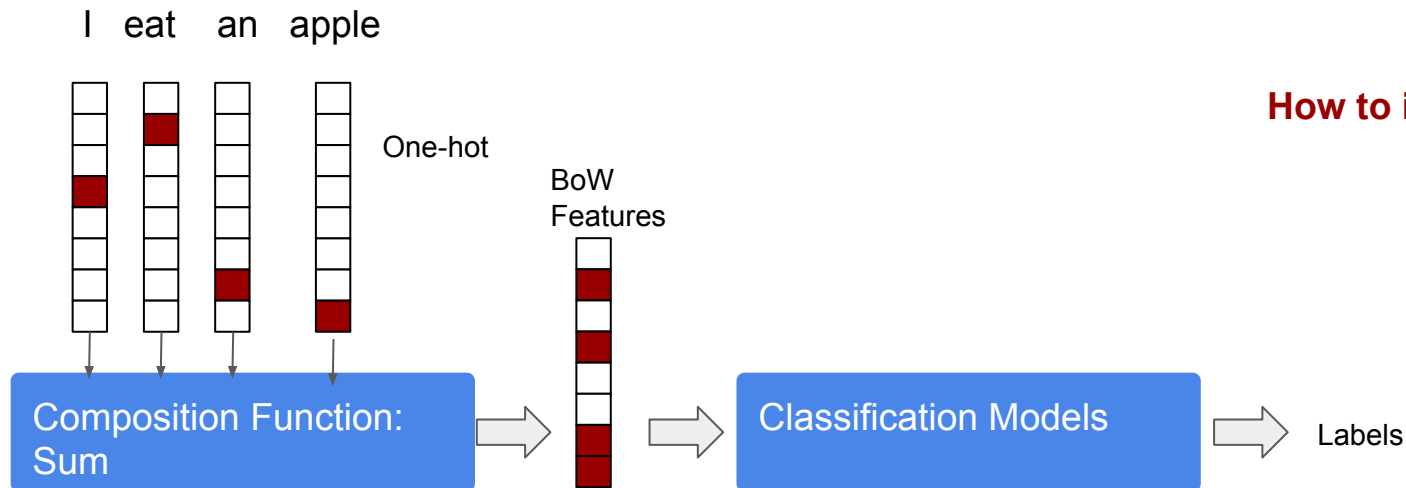 I eat an apple
How to i
One-hot
BoW
Features
Composition Function:
Sum
Classification Models
Labels